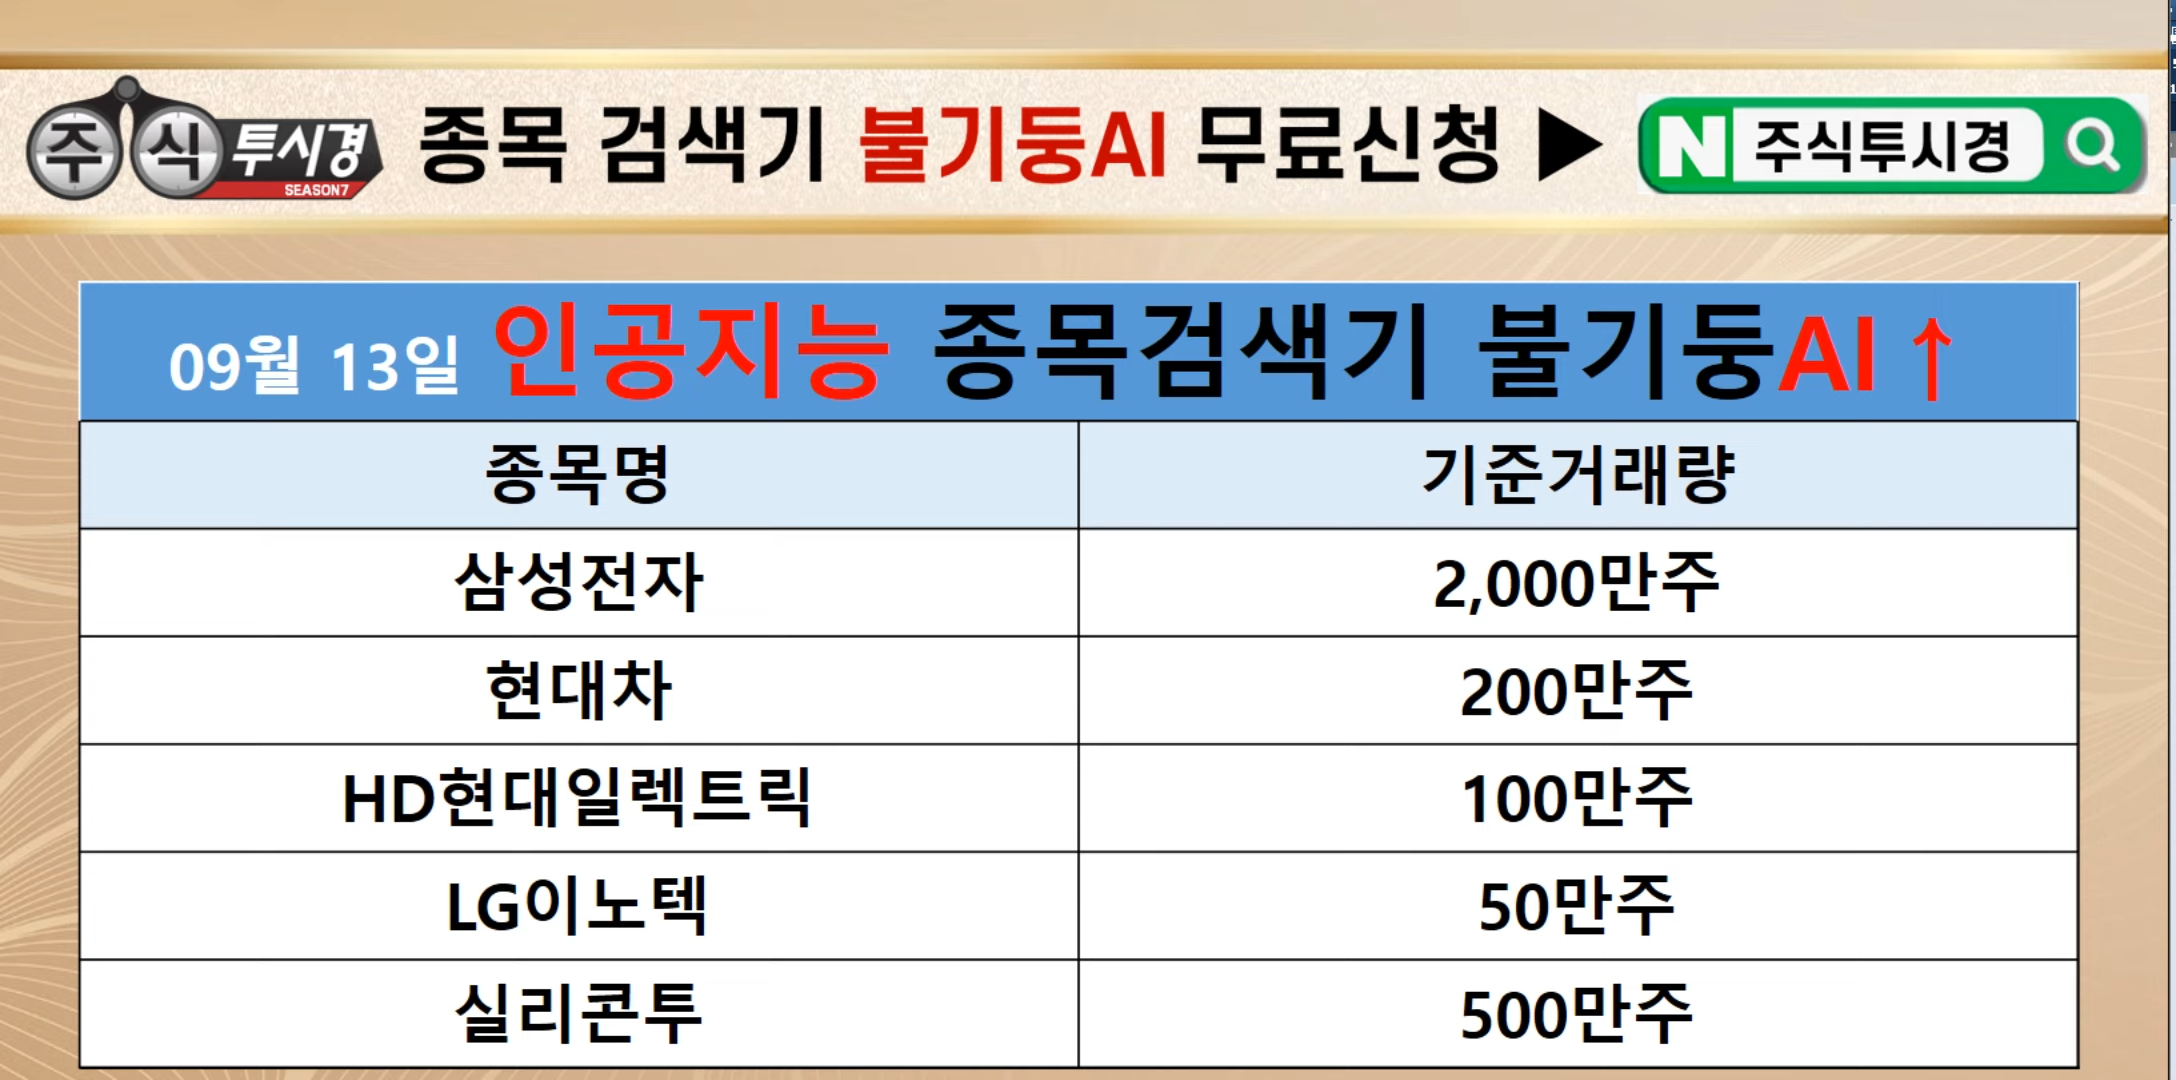 주식투시경 SEASON7 종목 검색기 불기둥AI 무료신청 ▶ N 주식투시경
09월 13일 인공지능 종목검색기 불기둥AI↑
종목명 기준거래량
삼성전자 2,000만주
현대차 200만주
HD현대일렉트릭 100만주
LG이노텍 50만주
실리콘투 500만주